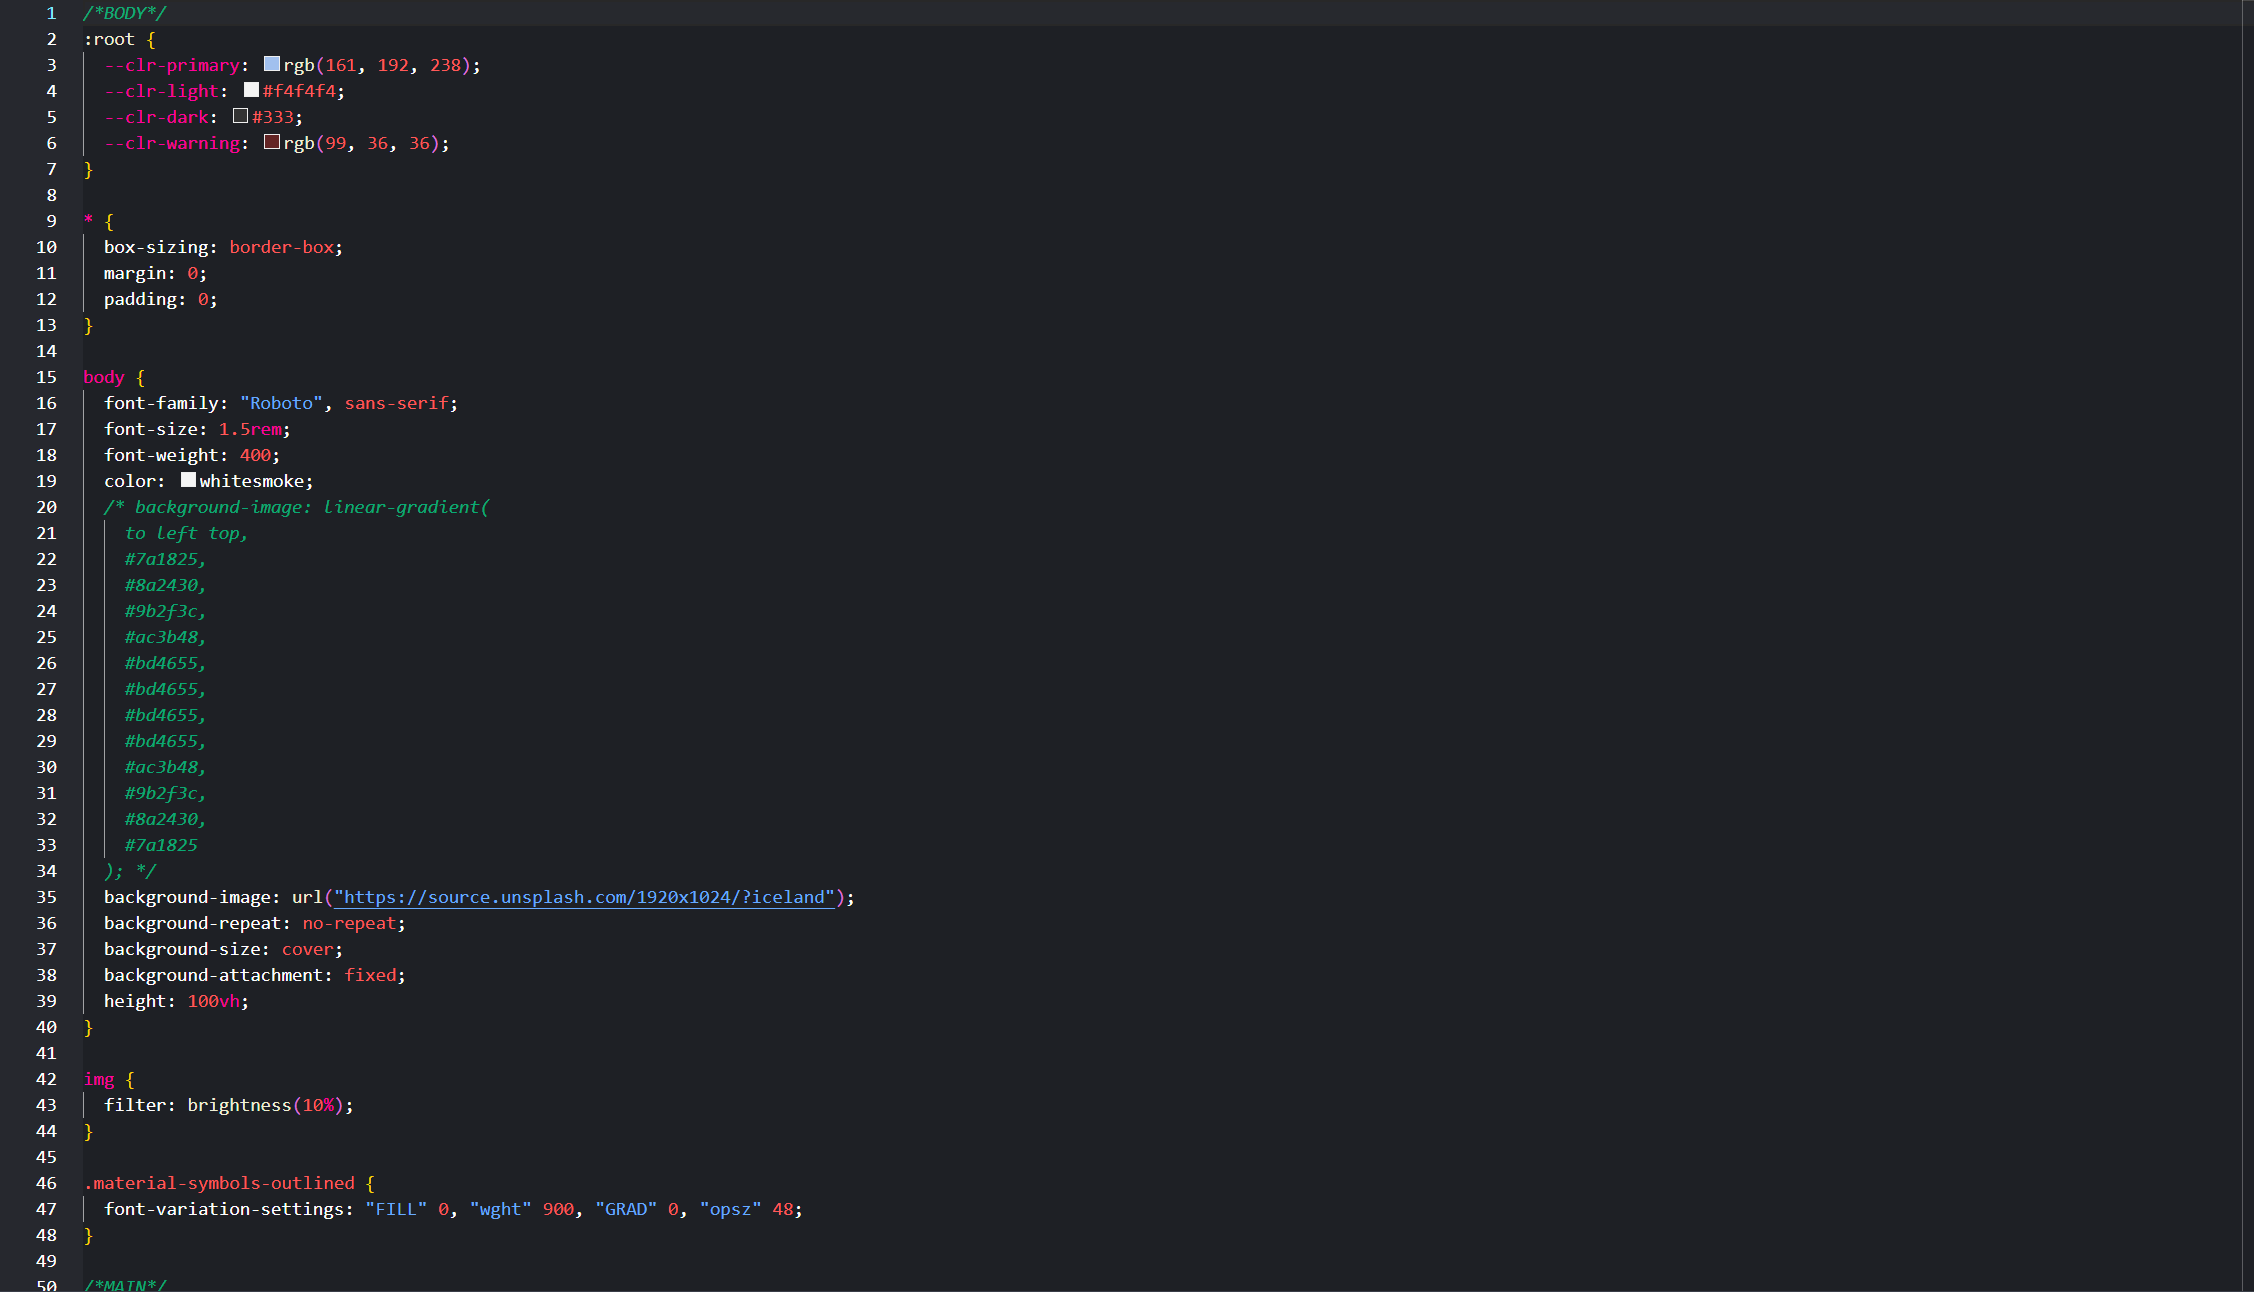 1 /*BODY*/
2 :root {
3 --clr-primary: rgb(161, 192, 238);
4 --clr-light: #f4f4f4;
5 --clr-dark: #333;
6 --clr-warning: rgb(99, 36, 36);
7 }
8
9 * {
10 box-sizing: border-box;
11 margin: 0;
12 padding: 0;
13 }
14
15 body {
16 font-family: "Roboto", sans-serif;
17 font-size: 1.5rem;
18 font-weight: 400;
19 color: whitesmoke;
20 /* background-image: linear-gradient(
21 to left top,
22 #7a1825,
23 #8a2430,
24 #9b2f3c,
25 #ac3b48,
26 #bd4655,
27 #bd4655,
28 #bd4655,
29 #bd4655,
30 #ac3b48,
31 #9b2f3c,
32 #8a2430,
33 #7a1825
34 ); */
35 background-image: url("https://source.unsplash.com/1920x1024/?iceland");
36 background-repeat: no-repeat;
37 background-size: cover;
38 background-attachment: fixed;
39 height: 100vh;
40 }
41
42 img {
43 filter: brightness(10%);
44 }
45
46 .material-symbols-outlined {
47 font-variation-settings: "FILL" 0, "wght" 900, "GRAD" 0, "opsz" 48;
48 }
49
50 /*MAIN*/